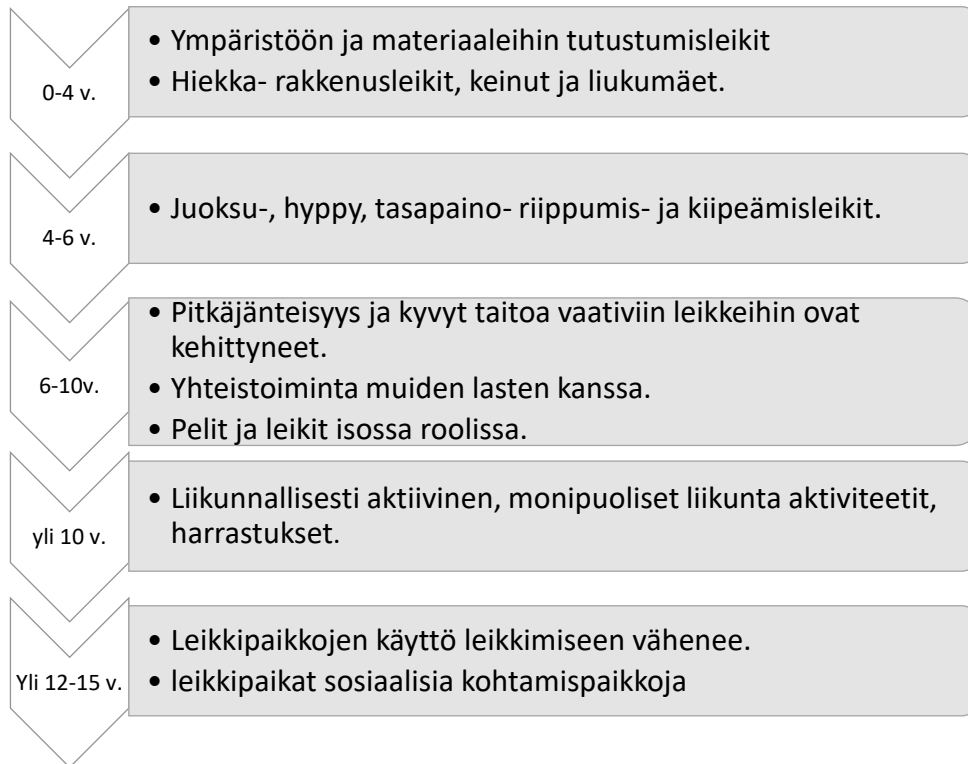 0-4 v.
• Ympäristöön ja materiaaleihin tutustumisleikit
• Hiekka- rakkenusleikit, keinut ja liukumäet.
4-6 v.
• Juoksu-, hyppy, tasapaino- riippumis- ja kiipeämisleikit.
6-10v.
• Pitkäjänteisyys ja kyvyt taitoa vaativiin leikkeihin ovat
kehittyneet.
• Yhteistoiminta muiden lasten kanssa.
• Pelit ja leikit isossa roolissa.
yli 10 v.
• Liikunnallisesti aktiivinen, monipuoliset liikunta aktiviteetit,
harrastukset.
Yli 12-15 v.
• Leikkipaikkojen käyttö leikkimiseen vähenee.
• leikkipaikat sosiaalisia kohtamispaikkoja